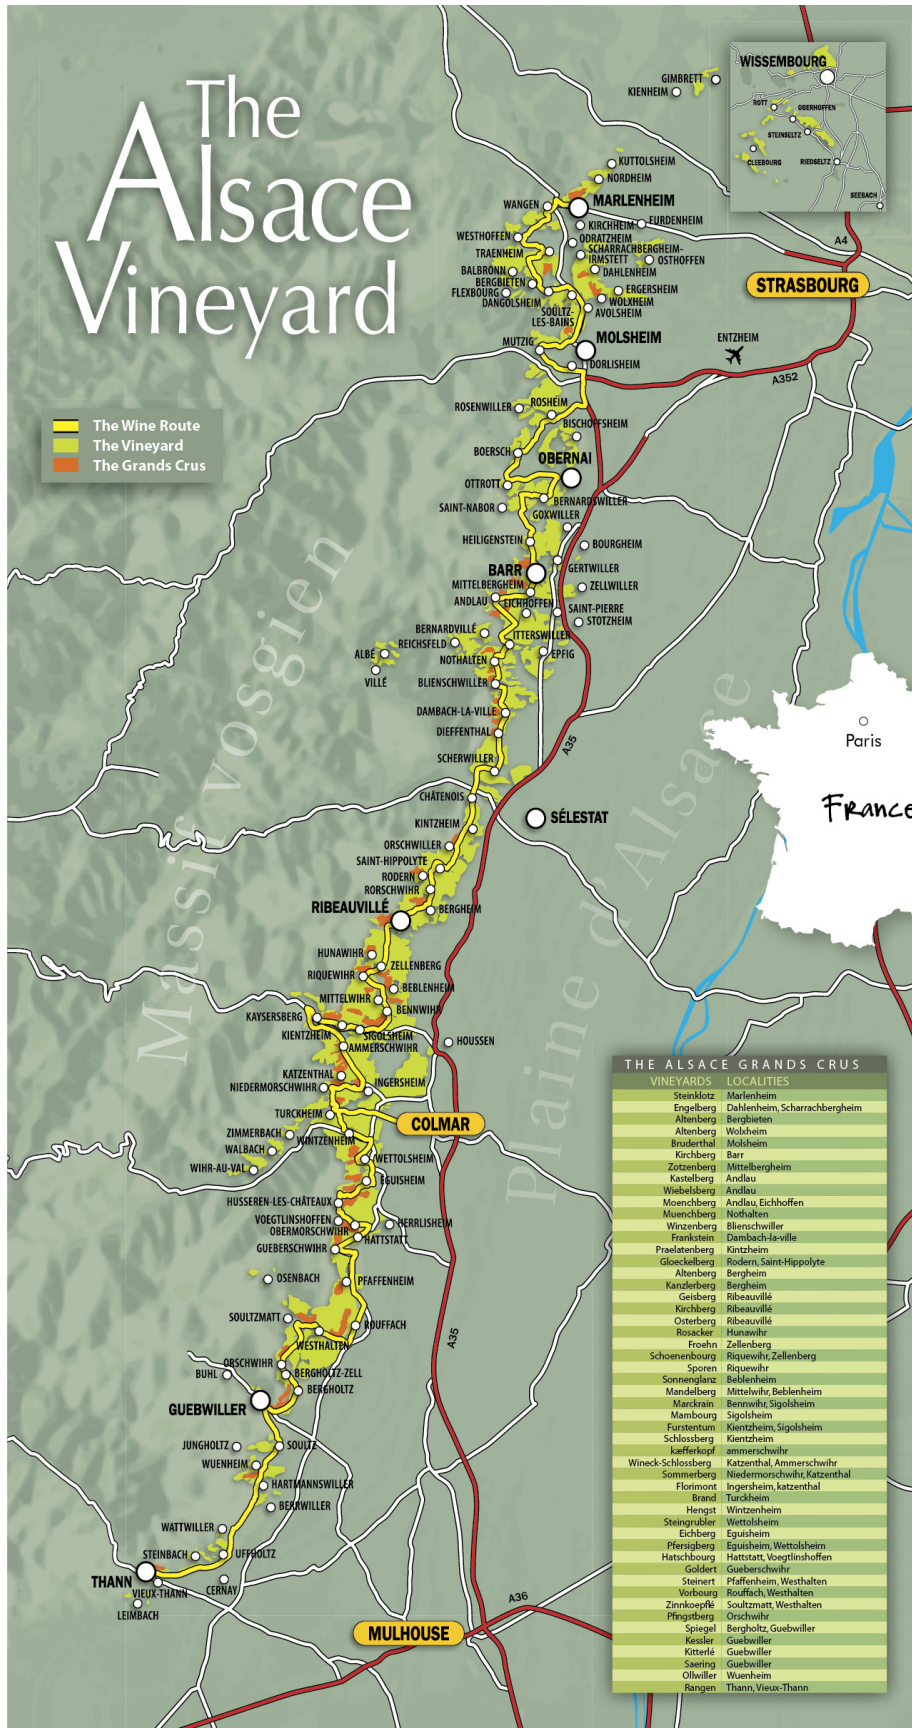 The
Alsace
Vineyard
The Wine Route
The Vineyard
The Grands Crus
GIMBRETT
KIENHEIM
WISSEMBOURG
ROTT
OBERHOFFEN
STEINSELTZ
CLEEBOURG
RIEDSELTZ
SEEBACH
KUTTOLSHEIM
NORDHEIM
WANGEN
MARLENHEIM
KIRCHHEIM
FURDENHEIM
WESTHOFFEN
ODRATZHEIM
TRAENHEIM
SCHARRACHBERGHEIM-
IRMSTETT
OSTHOFFEN
A4
BALBRONN
DAHLENHEIM
BERGBIETEN
FLEXBOURG
ERGERSHEIM
STRASBOURG
DANGOLSHEIM
WOLXHEIM
SOULTZ-
LES-BAINS
AVOLSHEIM
MUTZIG
MOLSHEIM
ENTZHEIM
DORLISHEIM
A352
ROSENWILLER
ROSHEIM
BISCHOFFSHEIM
BOERSCH
OBERNAI
OTTROTT
BERNARDSWILLER
SAINT-NABOR
GOXWILLER
HEILIGENSTEIN
BOURGHEIM
BARR
GERTWILLER
MITTELBERGHEIM
ZELLWILLER
ANDLAU
EICHHOFFEN
SAINT-PIERRE
STOTZHEIM
BERNARDVILLÉ
REICHSFELD
ITTERSWILLER
ALBÉ
EPFIG
NOTHALTEN
VILLÉ
BLIENSCHWILLER
DAMBACH-LA-VILLE
DIEFFENTHAL
A35
SCHERWILLER
CHÂTENOIS
SÉLESTAT
KINTZHEIM
ORSCHWILLER
SAINT-HIPPOLYTE
RODERN
RORSCHWIHR
RIBEAUVILLÉ
BERGHEIM
Massif vosgien
Plaine d'Alsace
Paris
France
HUNAWIHR
ZELLENBERG
RIQUEWIHR
BEBLENHEIM
MITTELWIHR
BENNWIHR
KAYSERSBERG
KIENTZHEIM
SIGOLSHEIM
AMMERSCHWIHR
HOUSSEN
KATZENTHAL
NIEDERMORSCHWIHR
INGERSHEIM
TURCKHEIM
COLMAR
ZIMMERBACH
WINTZENHEIM
WALBACH
WETTOLSHEIM
WIHR-AU-VAL
EGUISHEIM
HUSSEREN-LES-CHÂTEAUX
VOEGTLINSHOFFEN
OBERMORSCHWIHR
HERRLISHEIM
HATTSTATT
GUEBERSCHWIHR
OSENBACH
PFAFFENHEIM
SOULTZMATT
ROUFFACH
A35
WESTHALTEN
ORSCHWIHR
BUHL
BERGHOLTZ-ZELL
BERGHOLTZ
GUEBWILLER
JUNGHOLTZ
SOULTZ
WUENHEIM
HARTMANNSWILLER
BERRWILLER
WATTWILLER
STEINBACH
UFFHOLTZ
THANN
VIEUX-THANN
CERNAY
LEIMBACH
A36
MULHOUSE
THE ALSACE GRANDS CRUS
VINEYARDS LOCALITIES
Steinklotz Marlenheim
Engelberg Dahlenheim, Scharrachbergheim
Altenberg Bergbieten
Altenberg Wolxheim
Bruderthal Molsheim
Kirchberg Barr
Zotzenberg Mittelbergheim
Kastelberg Andlau
Wiebelsberg Andlau
Moenchberg Andlau, Eichhoffen
Muenchberg Nothalten
Winzenberg Blienschwiller
Frankstein Dambach-la-ville
Praelatenberg Kintzheim
Gloeckelberg Rodern, Saint-Hippolyte
Altenberg Bergheim
Kanzlerberg Bergheim
Geisberg Ribeauvillé
Kirchberg Ribeauvillé
Osterberg Ribeauvillé
Rosacker Hunawihr
Froehn Zellenberg
Schoenenbourg Riquewihr, Zellenberg
Sporen Riquewihr
Sonnenglanz Beblenheim
Mandelberg Mittelwihr, Beblenheim
Marckrain Bennwihr, Sigolsheim
Mambourg Sigolsheim
Furstentum Kientzheim, Sigolsheim
Schlossberg Kientzheim
kæfferkopf ammerschwihr
Wineck-Schlossberg Katzenthal, Ammerschwihr
Sommerberg Niedermorschwihr, Katzenthal
Florimont Ingersheim, katzenthal
Brand Turckheim
Hengst Wintzenheim
Steingrubler Wettolsheim
Eichberg Eguisheim
Pfersigberg Eguisheim, Wettolsheim
Hatschbourg Hattstatt, Voegtlinshoffen
Goldert Gueberschwihr
Steinert Pfaffenheim, Westhalten
Vorbourg Rouffach, Westhalten
Zinnkoepflé Soultzmatt, Westhalten
Pfingstberg Orschwihr
Spiegel Bergholtz, Guebwiller
Kessler Guebwiller
Kitterlé Guebwiller
Saering Guebwiller
Ollwiller Wuenheim
Rangen Thann, Vieux-Thann